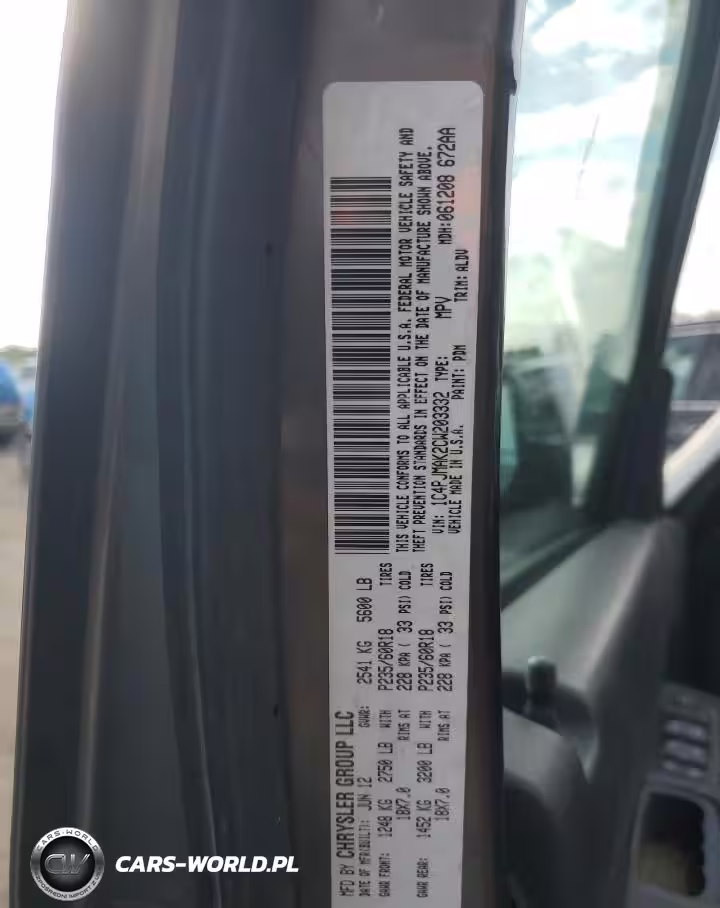 MFD BY CHRYSLER GROUP LLC
DATE OF MFR(BUILT): JUN 12 GVWR: 2541 KG 5600 LB
GAWR FRONT: 1248 KG 2750 LB WITH P235/60R18 TIRES
18X7.0 RIMS AT 228 KPA ( 33 PSI) COLD
GAWR REAR: 1452 KG 3200 LB WITH P235/60R18 TIRES
18X7.0 RIMS AT 228 KPA ( 33 PSI) COLD
THIS VEHICLE CONFORMS TO ALL APPLICABLE U.S.A. FEDERAL MOTOR VEHICLE SAFETY AND
THEFT PREVENTION STANDARDS IN EFFECT ON THE DATE OF MANUFACTURE SHOWN ABOVE.
VIN: 1C4PJMAK2CW203332 TYPE: MPV MDH:061208 672AA
VEHICLE MADE IN U.S.A. PAINT: PDM TRIM: ALDV
CARS-WORLD
CW
CARS-WORLD.PL